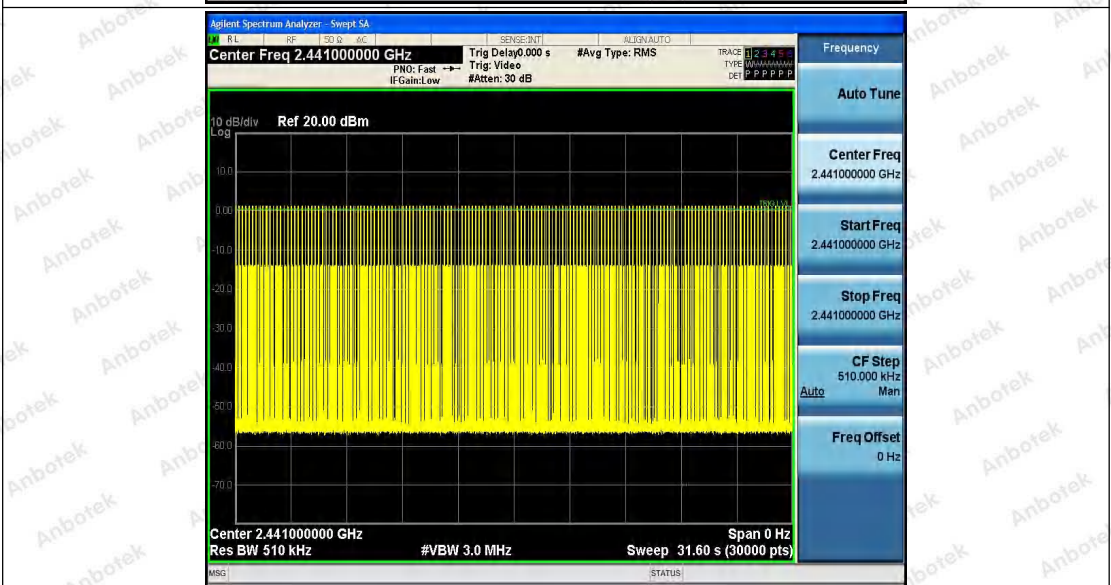 Agilent Spectrum Analyzer - Swept SA
RL RF 50 Ω AC SENSE:INT ALIGNAUTO
Center Freq 2.441000000 GHz
PNO: Fast
IFGain:Low
Trig Delay0.000 s
Trig: Video
#Atten: 30 dB
#Avg Type: RMS
TRACE 1 2 3 4 5 6
TYPE
DET P P P P P P
10 dB/div Ref 20.00 dBm
Log
10.0
0.00
TRIG LVL
-10.0
-20.0
-30.0
-40.0
-50.0
-60.0
-70.0
Center 2.441000000 GHz Span 0 Hz
Res BW 510 kHz #VBW 3.0 MHz Sweep 31.60 s (30000 pts)
MSG STATUS
Frequency
Auto Tune
Center Freq
2.441000000 GHz
Start Freq
2.441000000 GHz
Stop Freq
2.441000000 GHz
CF Step
510.000 kHz
Auto Man
Freq Offset
0 Hz
Anbotek